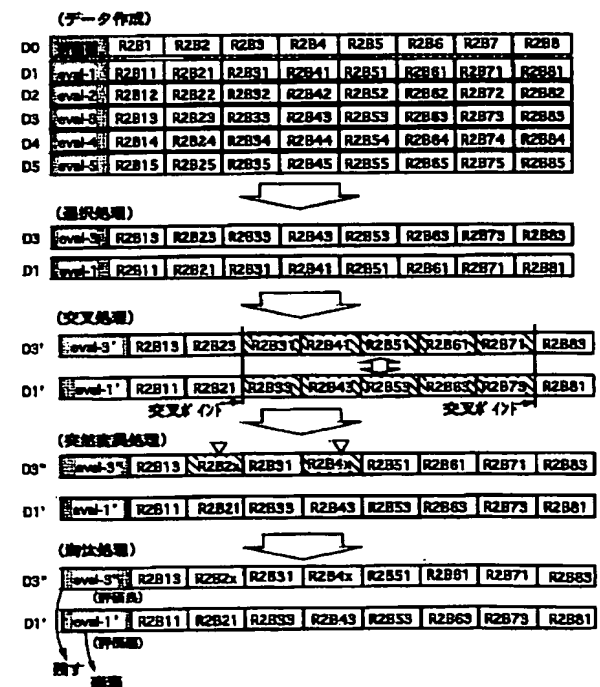 (データ作成)
D0 評価値 R2B1 R2B2 R2B3 R2B4 R2B5 R2B6 R2B7 R2B8
D1 eval-1 R2B11 R2B21 R2B31 R2B41 R2B51 R2B61 R2B71 R2B81
D2 eval-2 R2B12 R2B22 R2B32 R2B42 R2B52 R2B62 R2B72 R2B82
D3 eval-3 R2B13 R2B23 R2B33 R2B43 R2B53 R2B63 R2B73 R2B83
D4 eval-4 R2B14 R2B24 R2B34 R2B44 R2B54 R2B64 R2B74 R2B84
D5 eval-5 R2B15 R2B25 R2B35 R2B45 R2B55 R2B65 R2B75 R2B85
(選択処理)
D3 eval-3 R2B13 R2B23 R2B33 R2B43 R2B53 R2B63 R2B73 R2B83
D1 eval-1 R2B11 R2B21 R2B31 R2B41 R2B51 R2B61 R2B71 R2B81
(交叉処理)
D3' eval-3' R2B13 R2B23 R2B31 R2B41 R2B51 R2B61 R2B71 R2B83
D1' eval-1' R2B11 R2B21 R2B33 R2B43 R2B53 R2B63 R2B73 R2B81
交叉ポイント 交叉ポイント
(突然変異処理)
D3" eval-3" R2B13 R2B2x R2B31 R2B4x R2B51 R2B61 R2B71 R2B83
D1' eval-1' R2B11 R2B21 R2B33 R2B43 R2B53 R2B63 R2B73 R2B81
(淘汰処理)
D3" eval-3" R2B13 R2B2x R2B31 R2B4x R2B51 R2B61 R2B71 R2B83
(評価良)
D1' eval-1' R2B11 R2B21 R2B33 R2B43 R2B53 R2B63 R2B73 R2B81
(評価悪)
残す